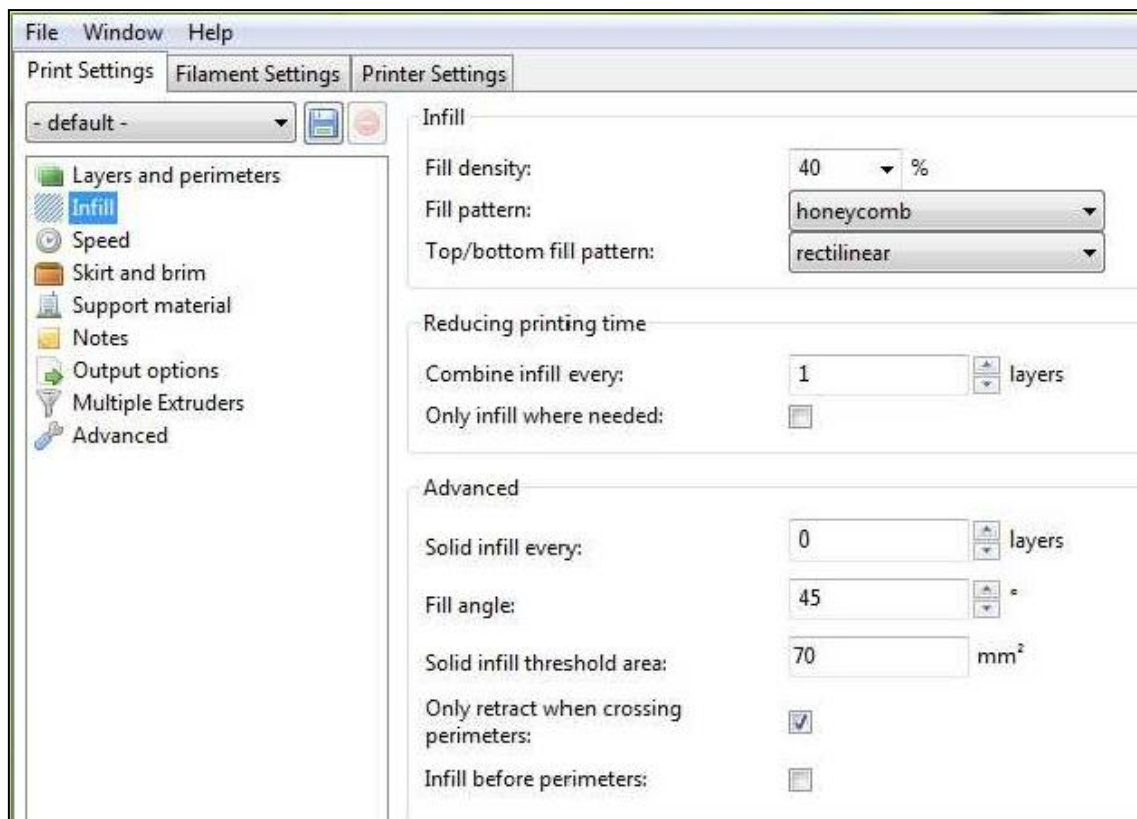 File Window Help
Print Settings Filament Settings Printer Settings
- default -
Layers and perimeters
Infill
Speed
Skirt and brim
Support material
Notes
Output options
Multiple Extruders
Advanced
Infill
Fill density: 40 %
Fill pattern: honeycomb
Top/bottom fill pattern: rectilinear
Reducing printing time
Combine infill every: 1 layers
Only infill where needed:
Advanced
Solid infill every: 0 layers
Fill angle: 45 °
Solid infill threshold area: 70 mm²
Only retract when crossing
perimeters:
Infill before perimeters: